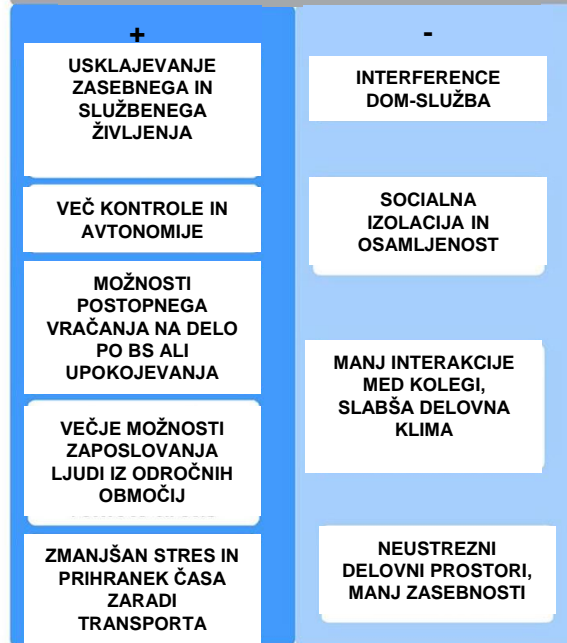 +
USKLAJEVANJE
ZASEBNEGA IN
SLUŽBENEGA
ŽIVLJENJA
VEČ KONTROLE IN
AVTONOMIJE
MOŽNOSTI
POSTOPNEGA
VRAČANJA NA DELO
PO BS ALI
UPOKOJEVANJA
VEČJE MOŽNOSTI
ZAPOSLOVANJA
LJUDI IZ ODROČNIH
OBMOČIJ
ZMANJŠAN STRES IN
PRIHRANEK ČASA
ZARADI
TRANSPORTA
-
INTERFERENCE
DOM-SLUŽBA
SOCIALNA
IZOLACIJA IN
OSAMLJENOST
MANJ INTERAKCIJE
MED KOLEGI,
SLABŠA DELOVNA
KLIMA
NEUSTREZNI
DELOVNI PROSTORI,
MANJ ZASEBNOSTI